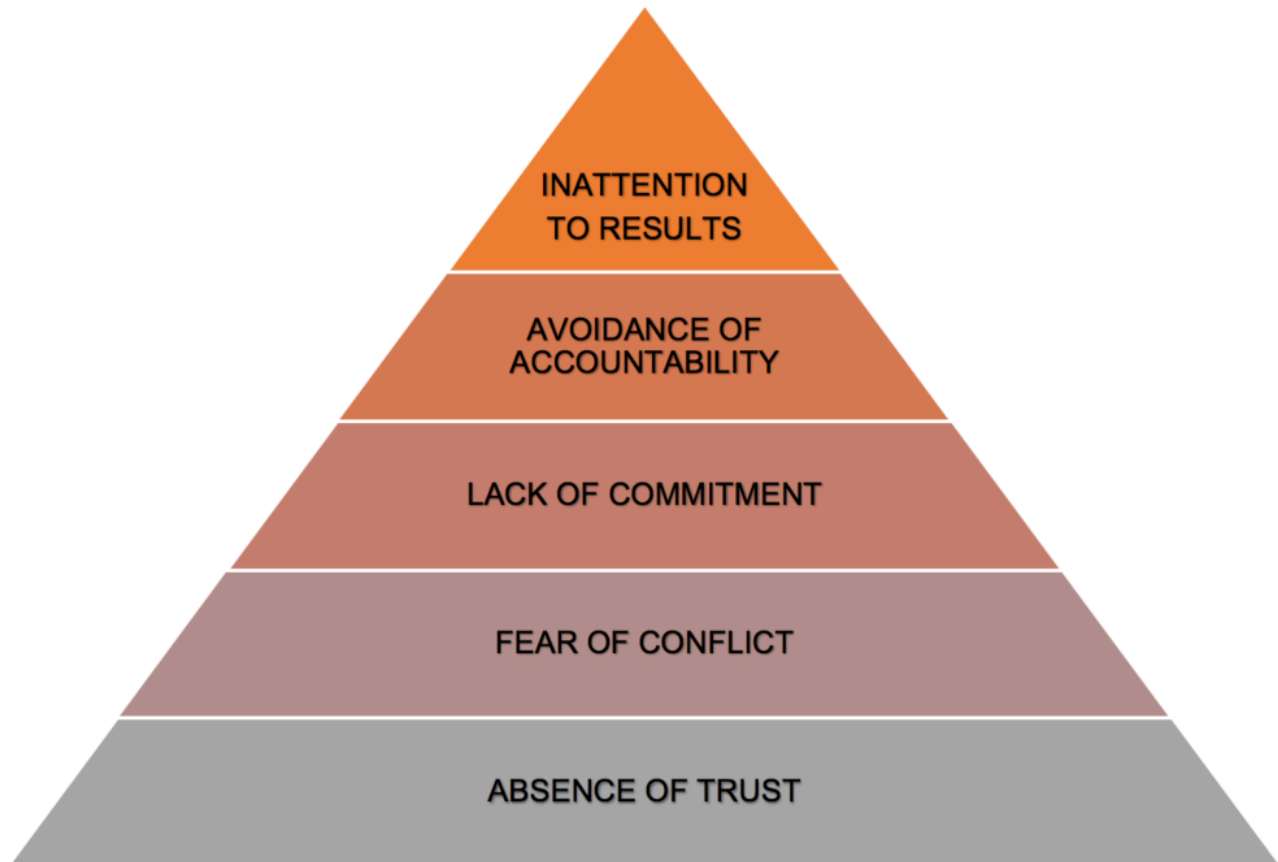 INATTENTION
TO RESULTS
AVOIDANCE OF
ACCOUNTABILITY
LACK OF COMMITMENT
FEAR OF CONFLICT
ABSENCE OF TRUST